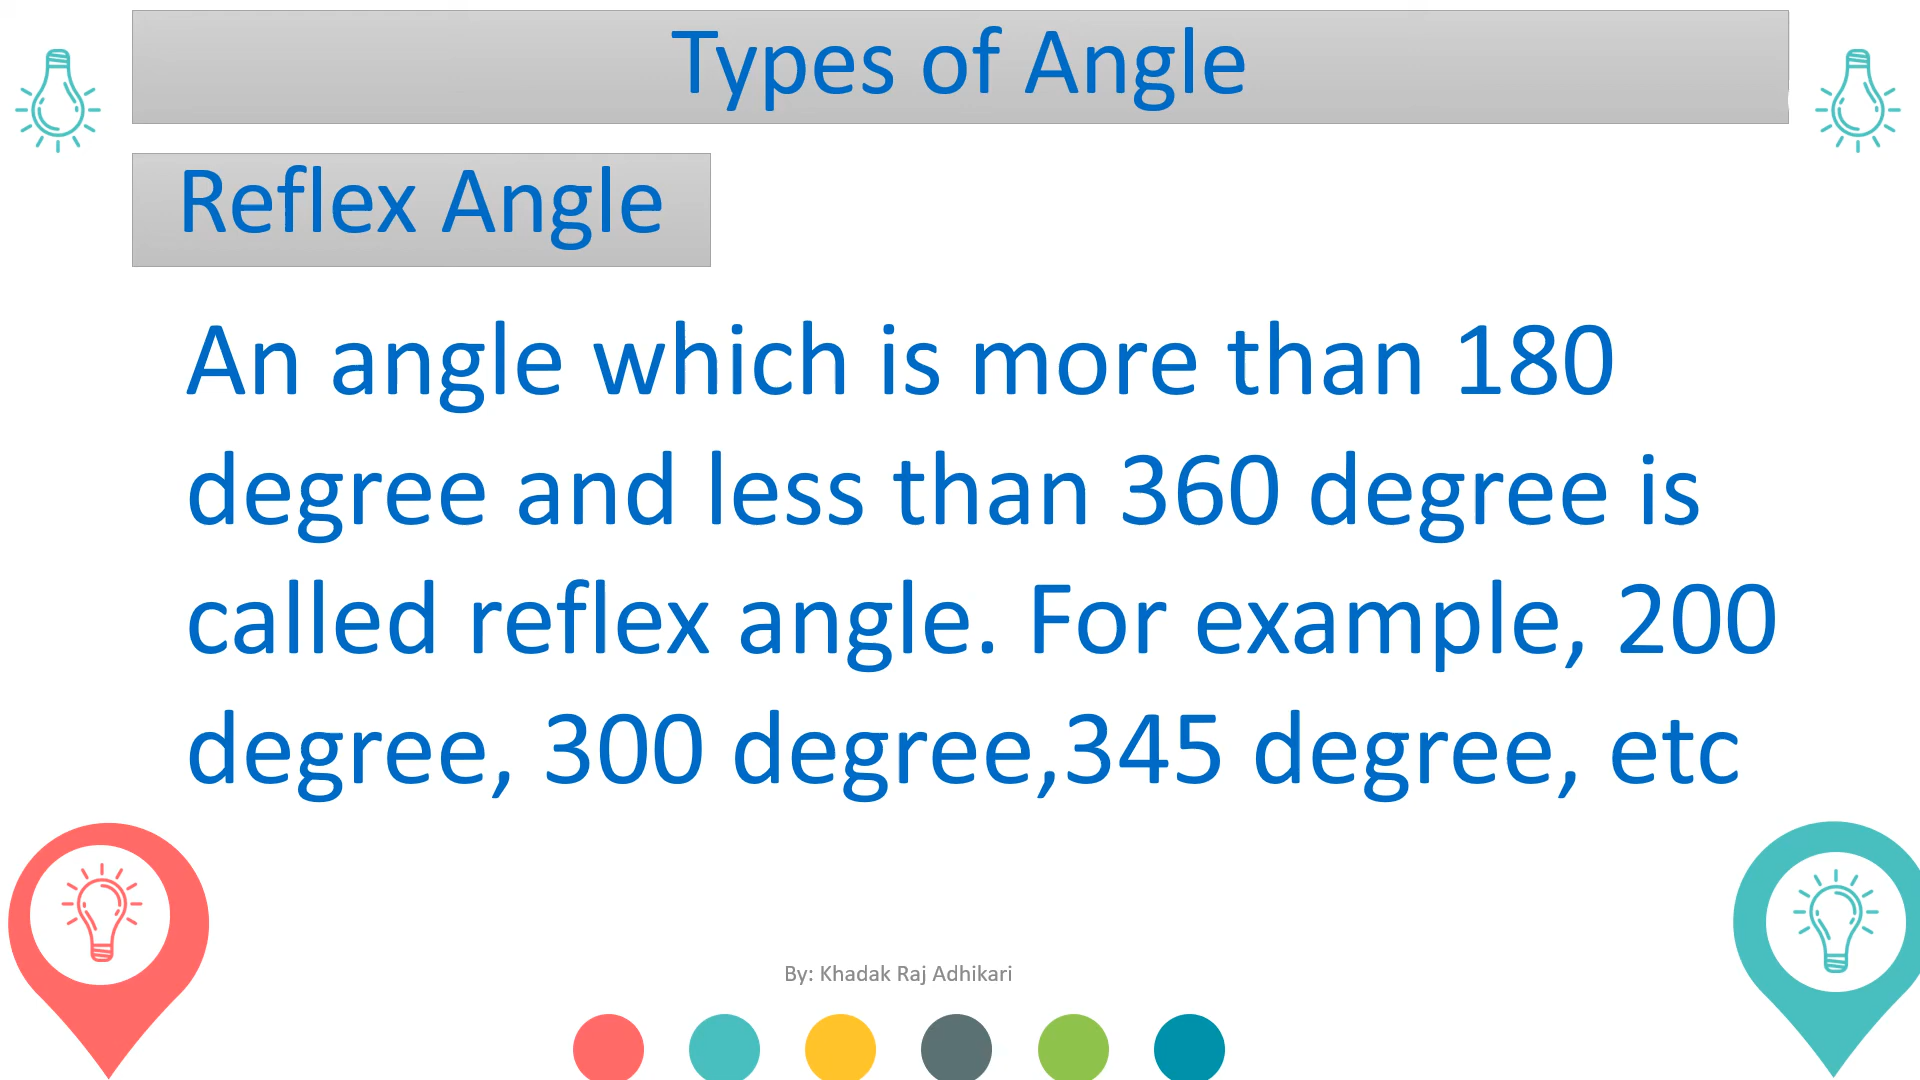 Types of Angle
Reflex Angle
An angle which is more than 180
degree and less than 360 degree is
called reflex angle. For example, 200
degree, 300 degree,345 degree, etc
By: Khadak Raj Adhikari